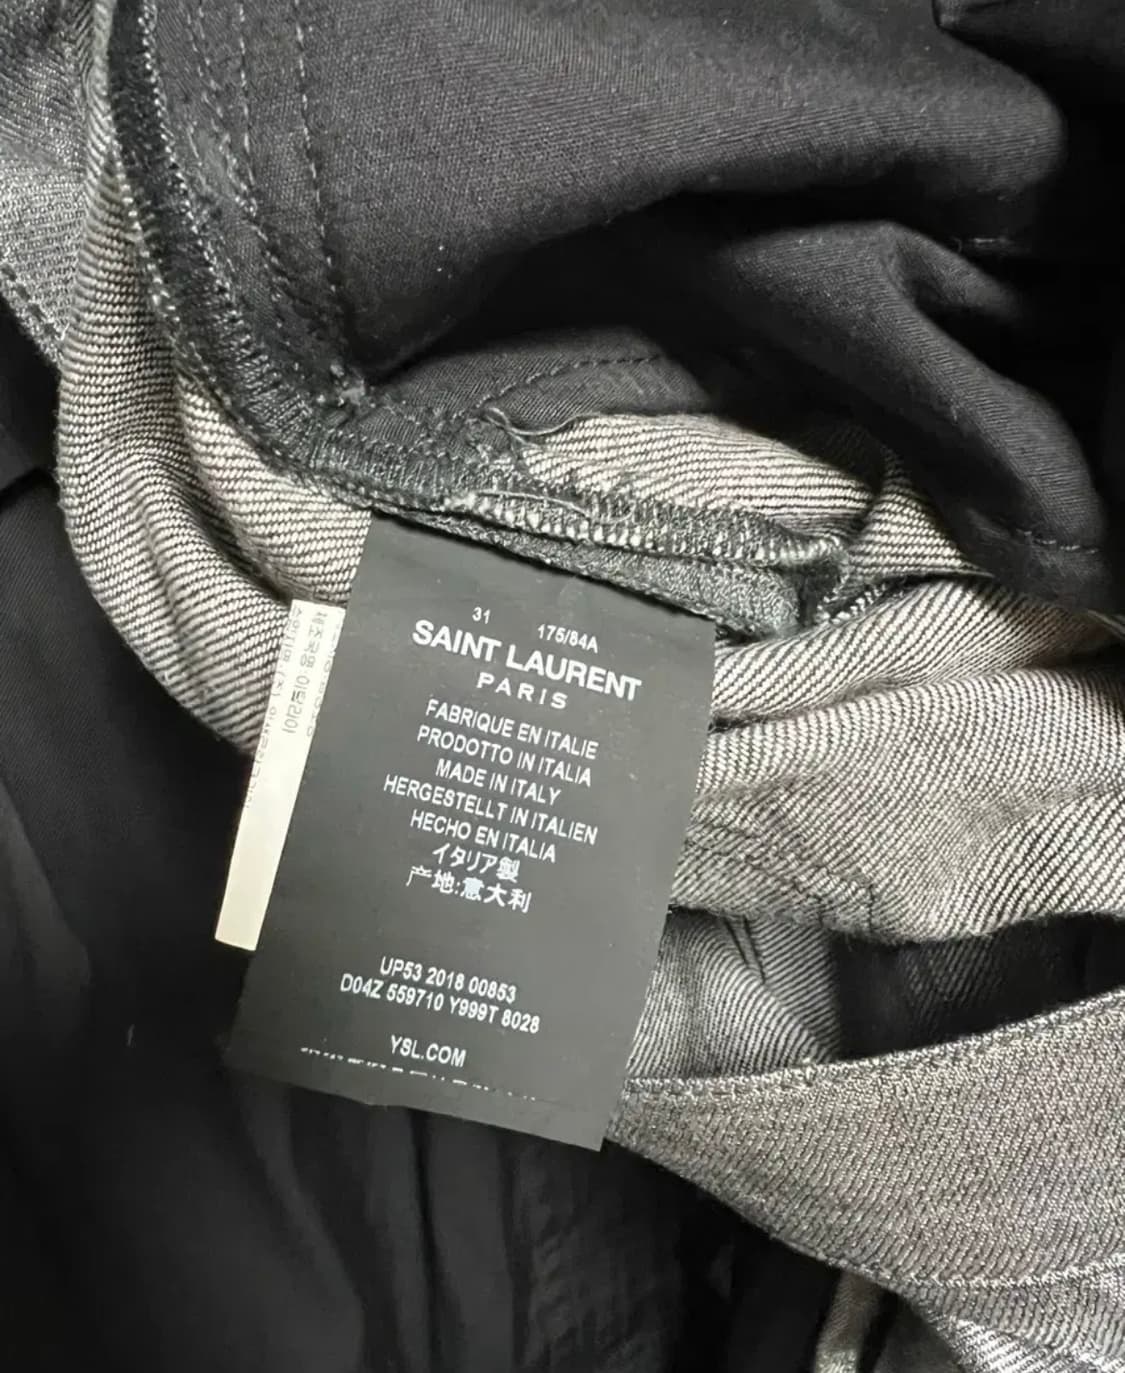 31 175/84A
SAINT LAURENT
PARIS
FABRIQUE EN ITALIE
PRODOTTO IN ITALIA
MADE IN ITALY
HERGESTELLT IN ITALIEN
HECHO EN ITALIA
イタリア製
产地:意大利
UP53 2018 00853
D04Z 559710 Y999T 8028
YSL.COM